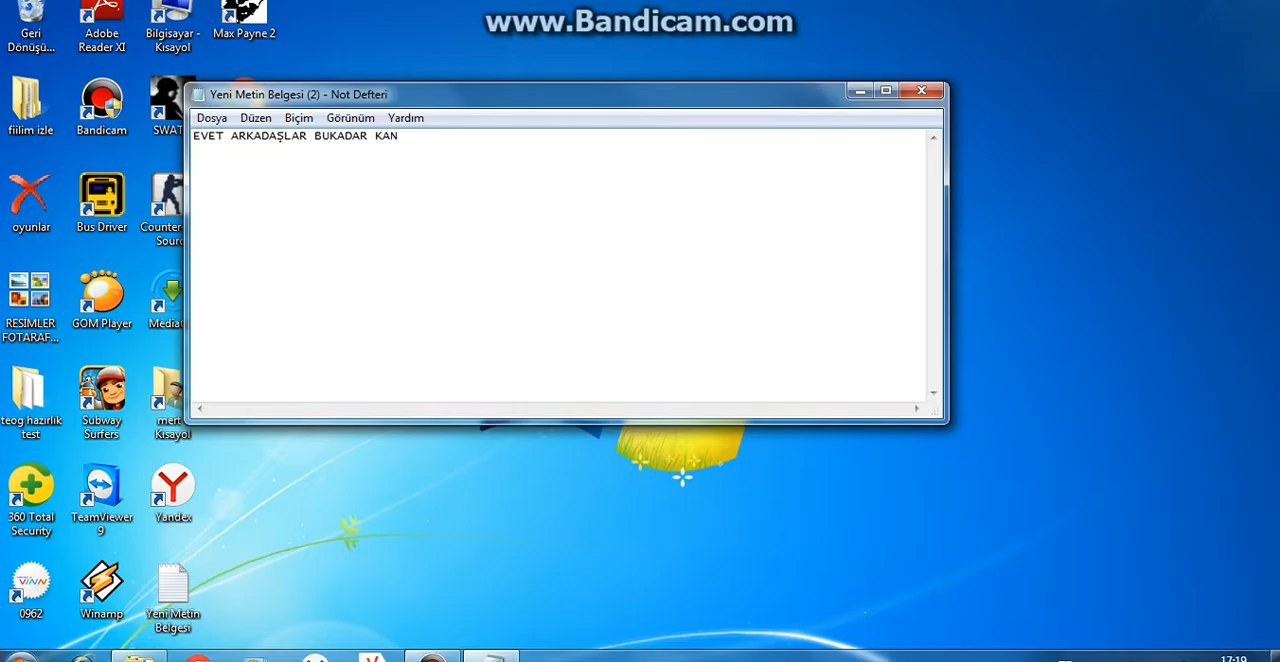 www.Bandicam.com
Geri
Dönüşü...
Adobe
Reader XI
Bilgisayar -
Kısayol
Max Payne 2
Yeni Metin Belgesi (2) - Not Defteri
Dosya Düzen Biçim Görünüm Yardım
EVET ARKADAŞLAR BUKADAR KAN
fiilim izle
Bandicam
SWAT
oyunlar
Bus Driver
Counter-
Sourc
RESİMLER
FOTARAF...
GOM Player
Media
teog hazırlık
test
Subway
Surfers
mert
Kısayol
360 Total
Security
TeamViewer
9
Yandex
VINN
0962
Winamp
Yeni Metin
Belgesi
17:19